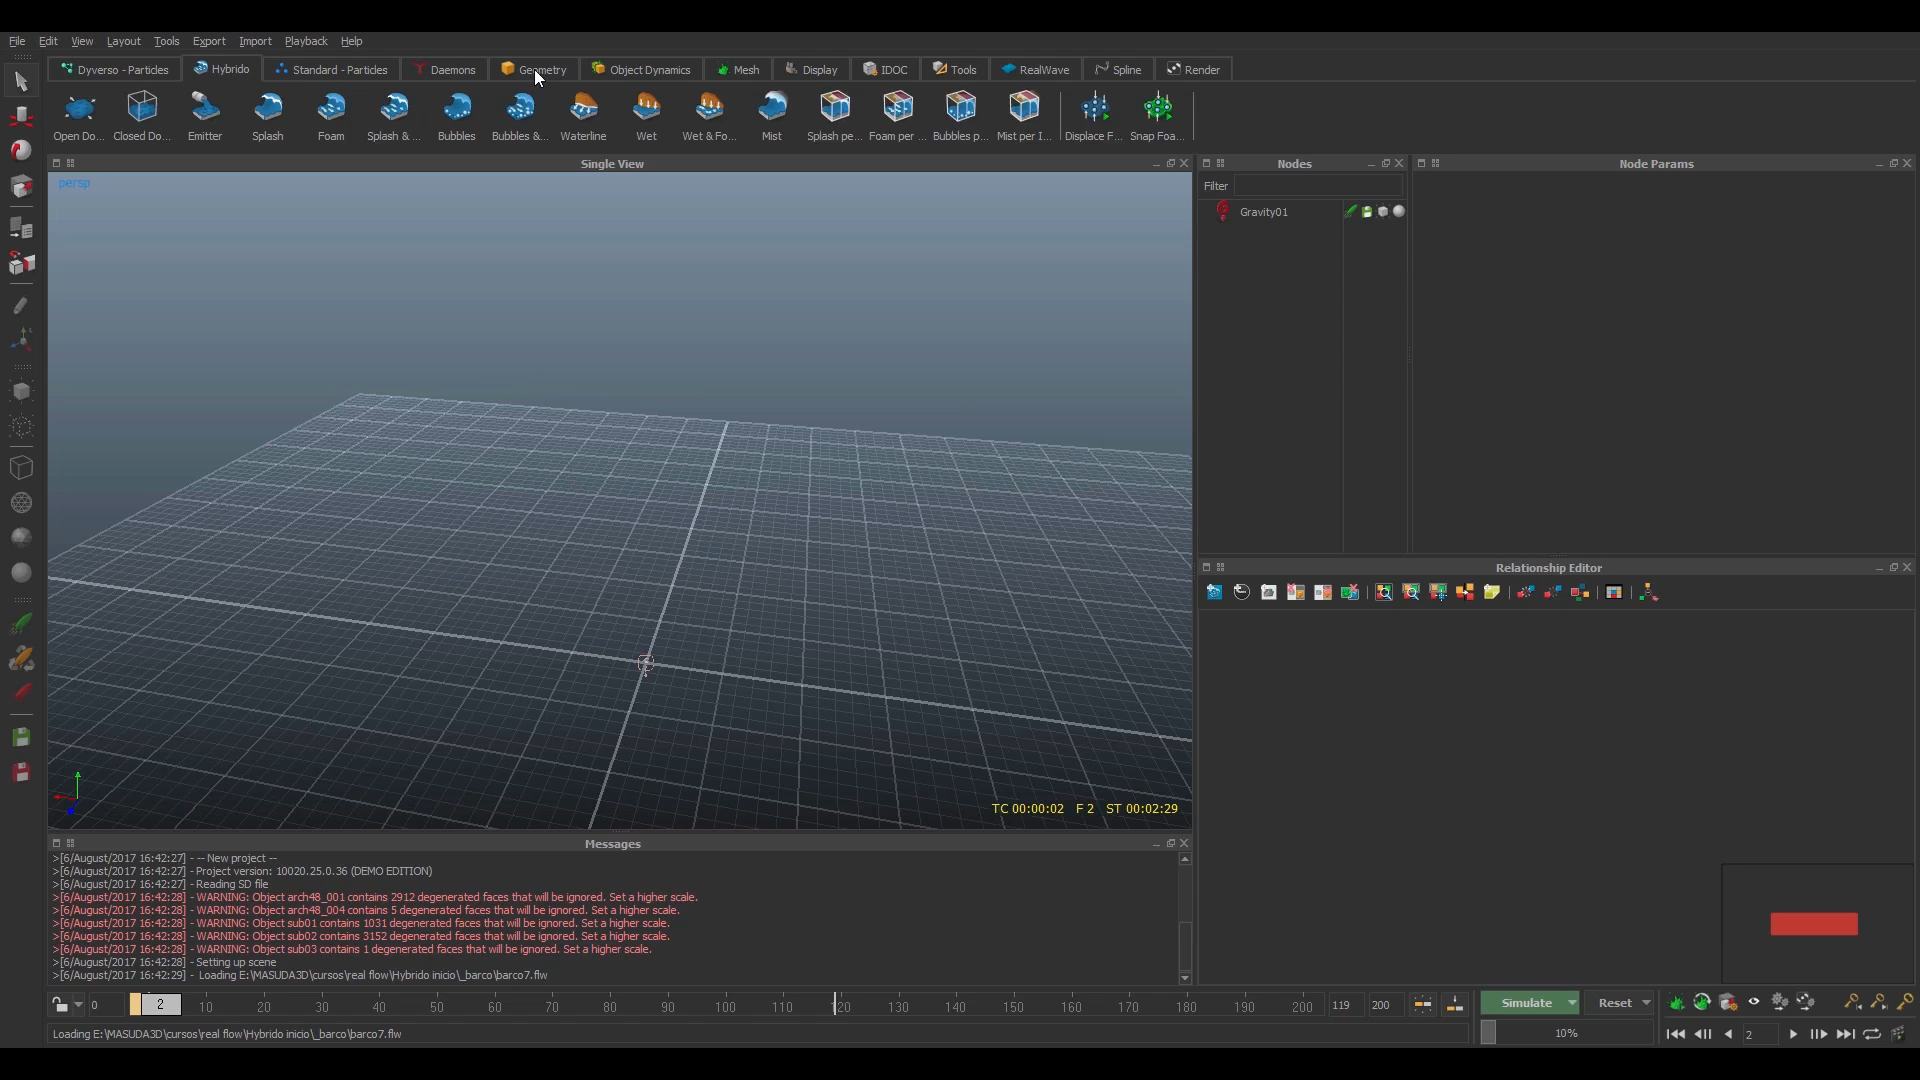 File Edit View Layout Tools Export Import Playback Help
Dyverso - Particles Hybrido Standard - Particles Daemons Geometry Object Dynamics Mesh Display IDOC Tools RealWave Spline Render
Open Do... Closed Do... Emitter Splash Foam Splash & ... Bubbles Bubbles &... Waterline Wet Wet & Fo... Mist Splash pe... Foam per ... Bubbles p... Mist per I... Displace F... Snap Foa...
Single View
Nodes
Node Params
persp
Filter
Gravity01
Relationship Editor
TC 00:00:02 F 2 ST 00:02:29
Messages
>[6/August/2017 16:42:27] - -- New project --
>[6/August/2017 16:42:27] - Project version: 10020.25.0.36 (DEMO EDITION)
>[6/August/2017 16:42:27] - Reading SD file
>[6/August/2017 16:42:28] - WARNING: Object arch48_001 contains 2912 degenerated faces that will be ignored. Set a higher scale.
>[6/August/2017 16:42:28] - WARNING: Object arch48_004 contains 5 degenerated faces that will be ignored. Set a higher scale.
>[6/August/2017 16:42:28] - WARNING: Object sub01 contains 1031 degenerated faces that will be ignored. Set a higher scale.
>[6/August/2017 16:42:28] - WARNING: Object sub02 contains 3152 degenerated faces that will be ignored. Set a higher scale.
>[6/August/2017 16:42:28] - WARNING: Object sub03 contains 1 degenerated faces that will be ignored. Set a higher scale.
>[6/August/2017 16:42:28] - Setting up scene
>[6/August/2017 16:42:29] - Loading E:\MASUDA3D\cursos\real flow\Hybrido inicio\_barco\barco7.flw
0 2 10 20 30 40 50 60 70 80 90 100 110 120 130 140 150 160 170 180 190 200 119 200
Simulate Reset
Loading E:\MASUDA3D\cursos\real flow\Hybrido inicio\_barco\barco7.flw
10% 2